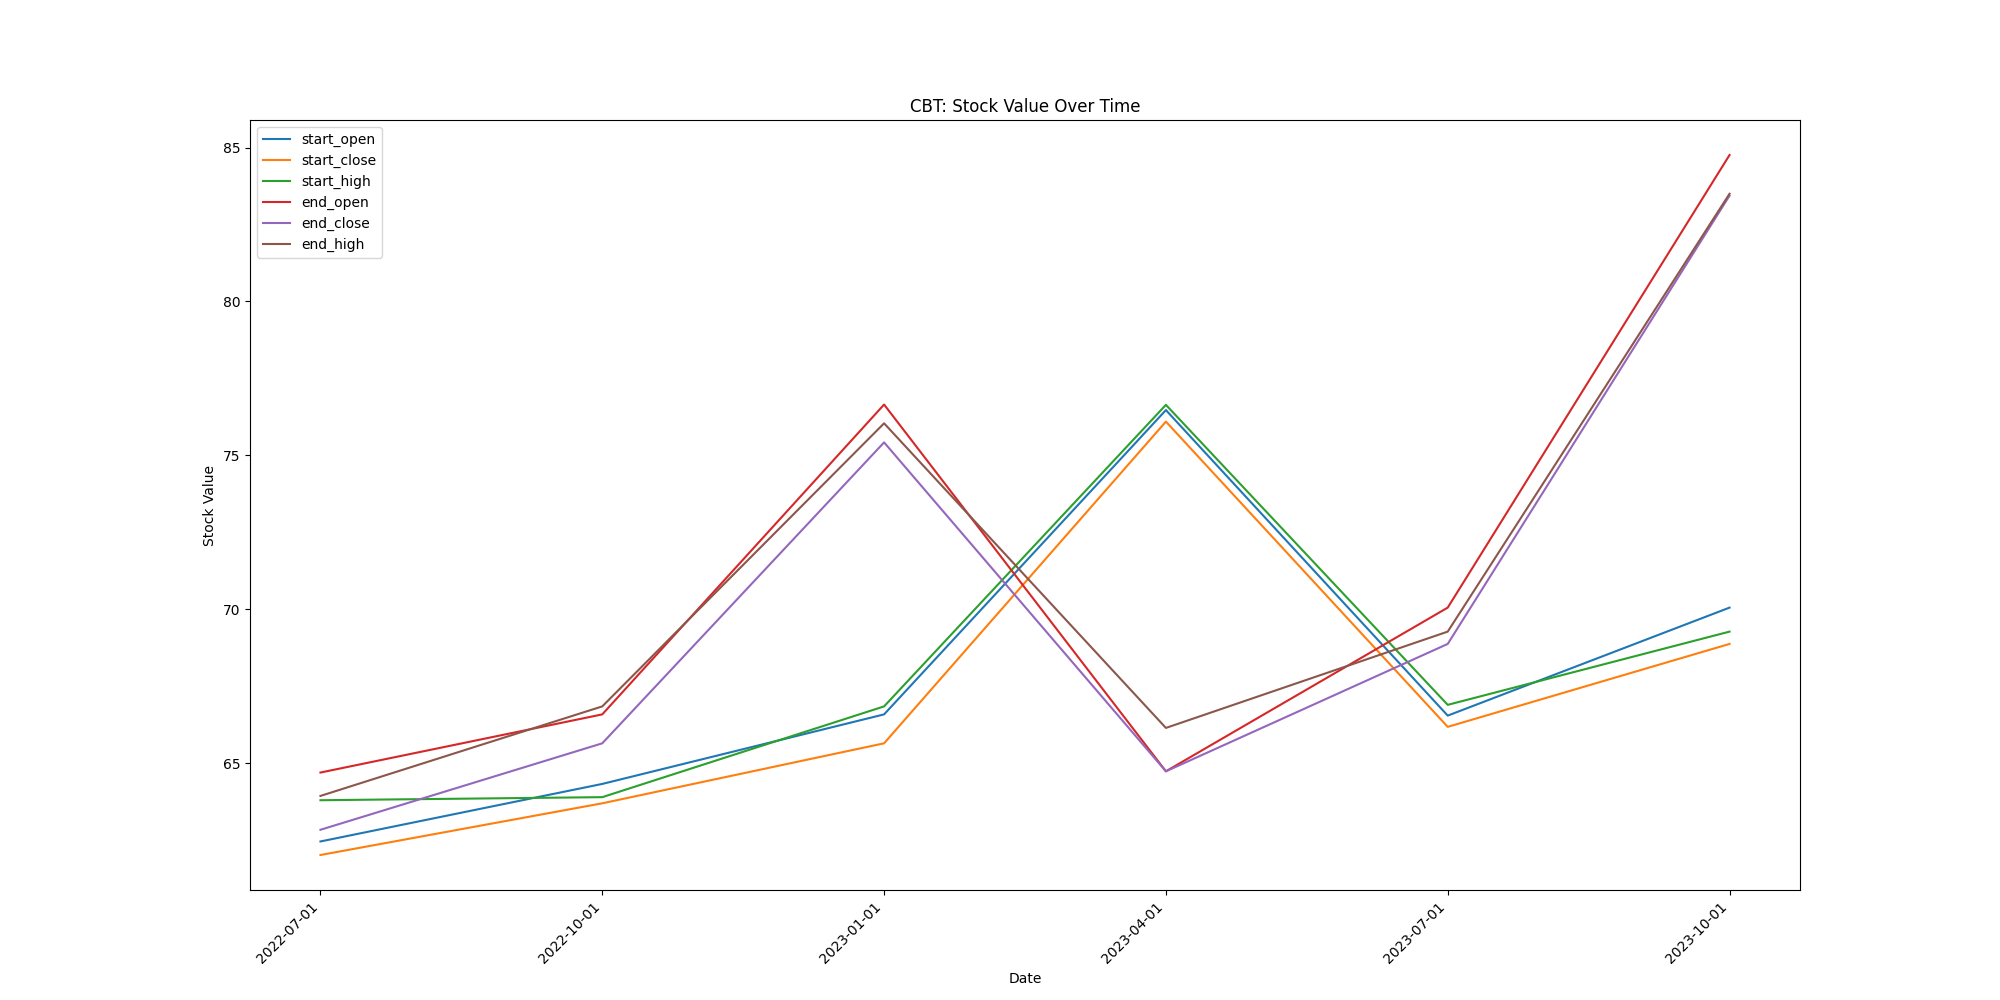 CBT: Stock Value Over Time
start_open
start_close
start_high
end_open
end_close
end_high
85
80
75
70
65
Stock Value
2022-07-01
2022-10-01
2023-01-01
2023-04-01
2023-07-01
2023-10-01
Date